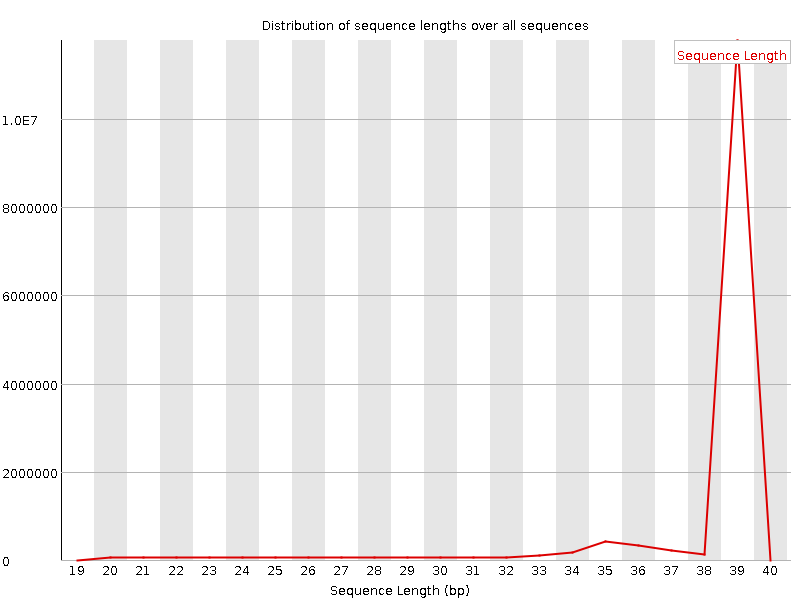 Distribution of sequence lengths over all sequences
Sequence Length
1.0E7
8000000
6000000
4000000
2000000
0
19 20 21 22 23 24 25 26 27 28 29 30 31 32 33 34 35 36 37 38 39 40
Sequence Length (bp)